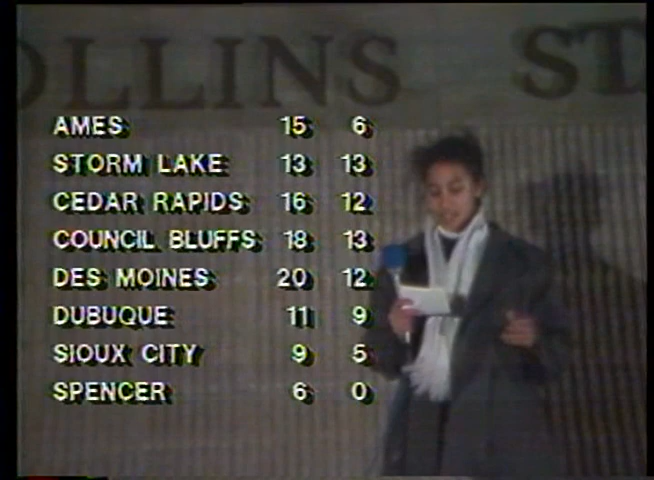 OLLINS ST
AMES 15 6
STORM LAKE 13 13
CEDAR RAPIDS 16 12
COUNCIL BLUFFS 18 13
DES MOINES 20 12
DUBUQUE 11 9
SIOUX CITY 9 5
SPENCER 6 0